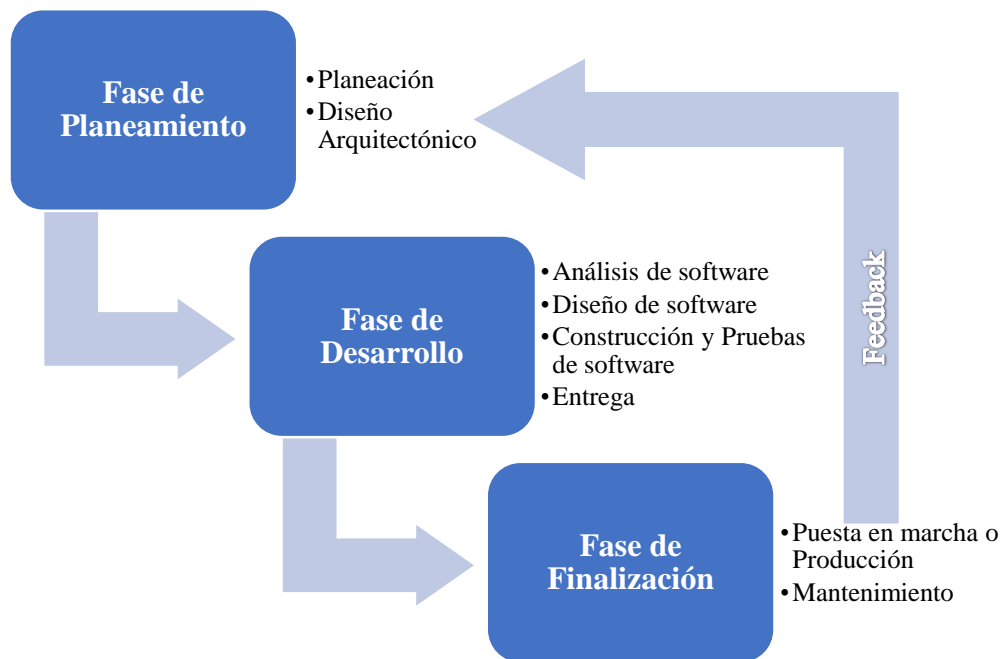 Fase de
Planeamiento
•Planeación
•Diseño
Arquitectónico
Fase de
Desarrollo
•Análisis de software
•Diseño de software
•Construcción y Pruebas
de software
•Entrega
Feedback
Fase de
Finalización
•Puesta en marcha o
Producción
•Mantenimiento